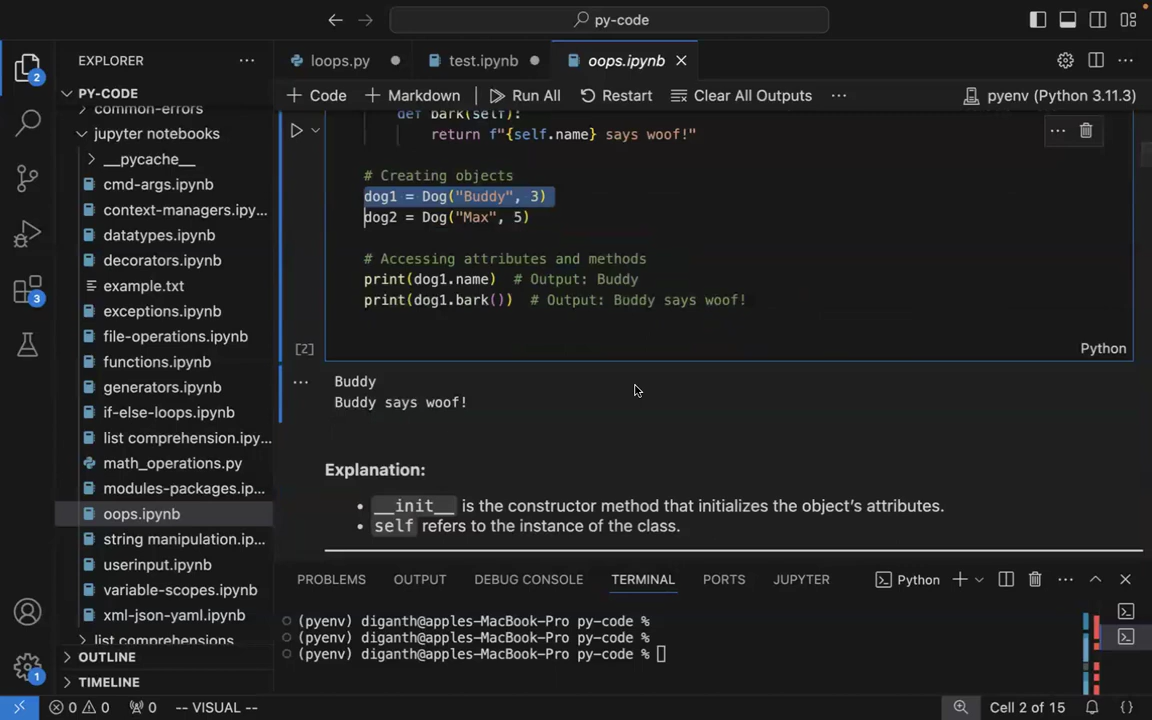 py-code
EXPLORER
PY-CODE
common-errors
jupyter notebooks
__pycache__
cmd-args.ipynb
context-managers.ipy...
datatypes.ipynb
decorators.ipynb
example.txt
exceptions.ipynb
file-operations.ipynb
functions.ipynb
generators.ipynb
if-else-loops.ipynb
list comprehension.ipy...
math_operations.py
modules-packages.ip...
oops.ipynb
string manipulation.ip...
userinput.ipynb
variable-scopes.ipynb
xml-json-yaml.ipynb
list comprehensions
OUTLINE
TIMELINE
2
3
1
loops.py
test.ipynb
oops.ipynb
+ Code + Markdown Run All Restart Clear All Outputs ... pyenv (Python 3.11.3)
def bark(self):
return f"{self.name} says woof!"
# Creating objects
dog1 = Dog("Buddy", 3)
dog2 = Dog("Max", 5)
# Accessing attributes and methods
print(dog1.name) # Output: Buddy
print(dog1.bark()) # Output: Buddy says woof!
[2] Python
Buddy
Buddy says woof!
Explanation:
• __init__ is the constructor method that initializes the object's attributes.
• self refers to the instance of the class.
PROBLEMS OUTPUT DEBUG CONSOLE TERMINAL PORTS JUPYTER Python
(pyenv) diganth@apples-MacBook-Pro py-code %
(pyenv) diganth@apples-MacBook-Pro py-code %
(pyenv) diganth@apples-MacBook-Pro py-code %
0 0 0 -- VISUAL -- Cell 2 of 15